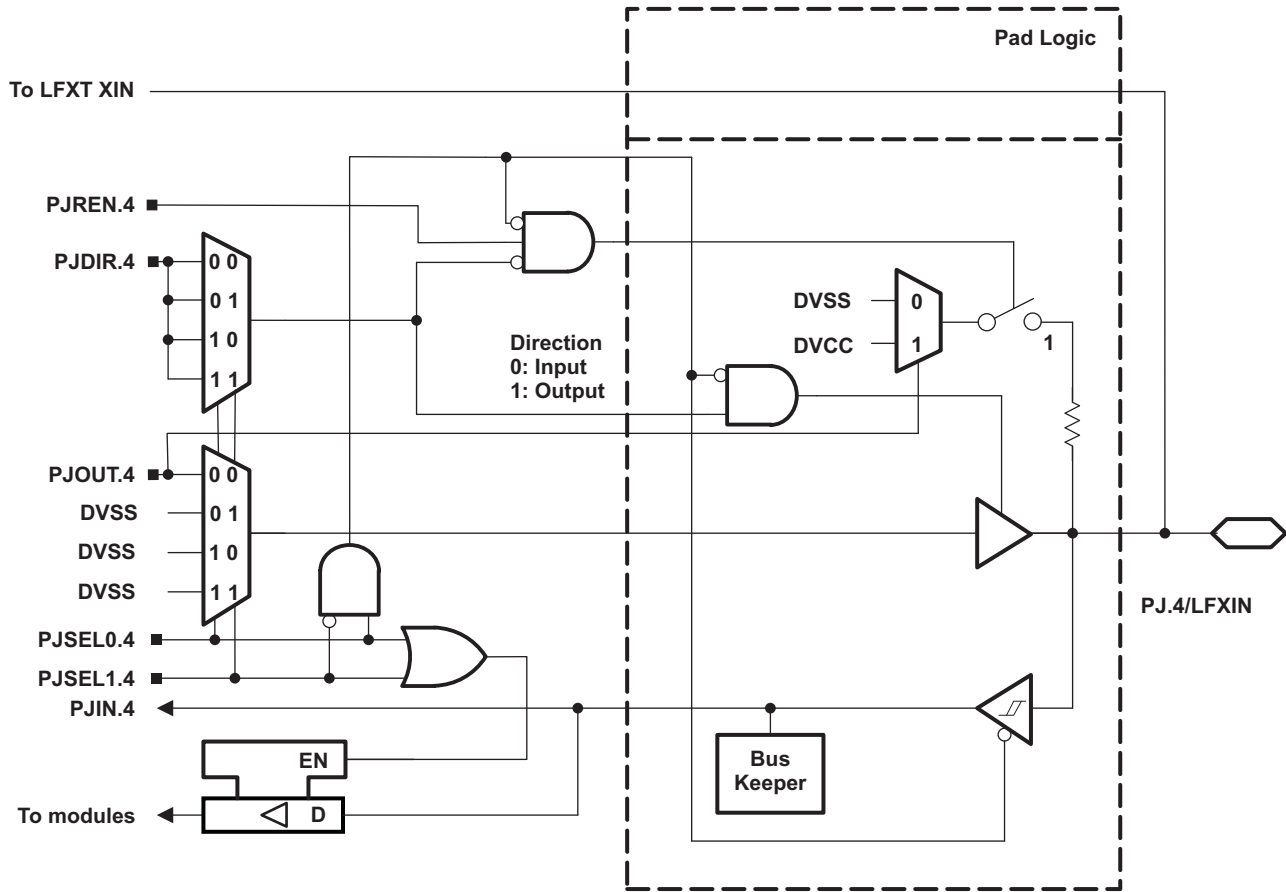 Pad Logic
To LFXT XIN
PJREN.4
PJDIR.4
0 0
0 1
1 0
1 1
DVSS
DVCC
0
1
1
Direction
0: Input
1: Output
PJOUT.4
DVSS
DVSS
DVSS
0 0
0 1
1 0
1 1
PJSEL0.4
PJSEL1.4
PJIN.4
PJ.4/LFXIN
Bus
Keeper
EN
D
To modules